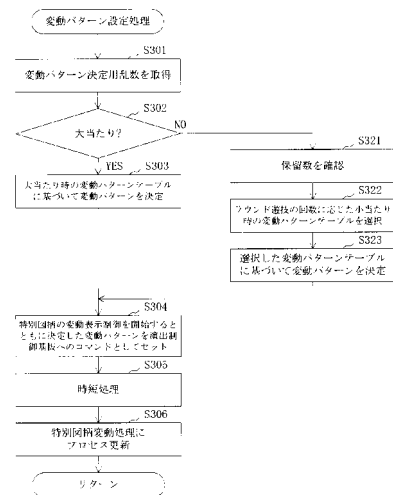 変動パターン設定処理
S301
変動パターン決定用乱数を取得
S302
大当たり?
NO
YES
S303
大当たり時の変動パターンテーブル
に基づいて変動パターンを決定
S321
保留数を確認
S322
ラウンド遊技の回数に応じた小当たり
時の変動パターンテーブルを選択
S323
選択した変動パターンテーブル
に基づいて変動パターンを決定
S304
特別図柄の変動表示制御を開始すると
ともに決定した変動パターンを演出制
御基板へのコマンドとしてセット
S305
時短処理
S306
特別図柄変動処理に
プロセス更新
リターン